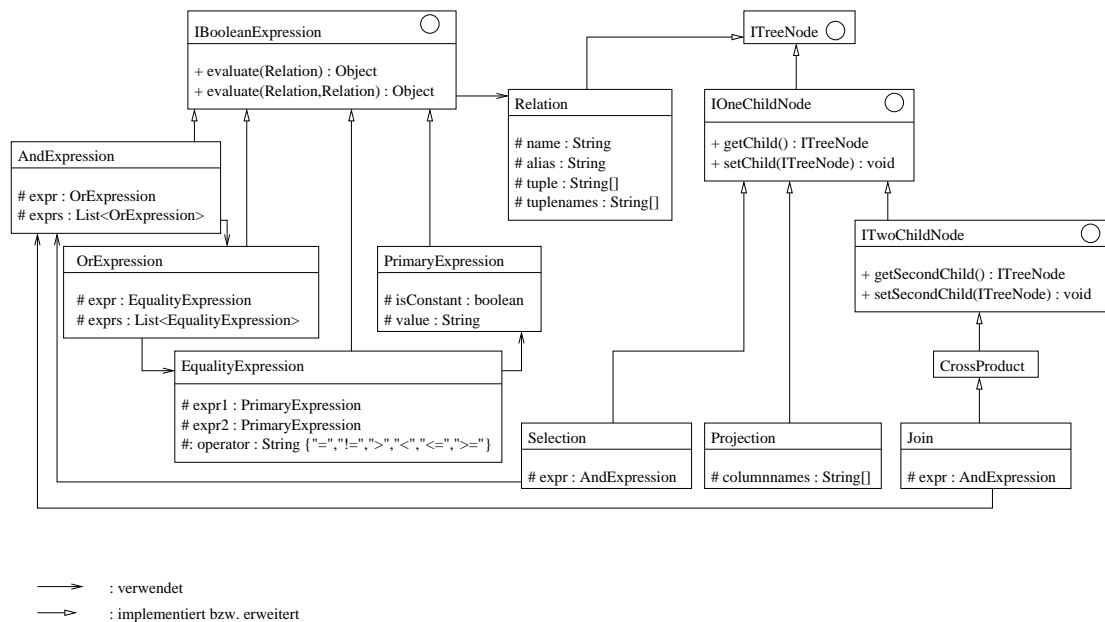 IBooleanExpression
+ evaluate(Relation) : Object
+ evaluate(Relation,Relation) : Object
ITreeNode
Relation
# name : String
# alias : String
# tuple : String[]
# tuplenames : String[]
IOneChildNode
+ getChild() : ITreeNode
+ setChild(ITreeNode) : void
AndExpression
# expr : OrExpression
# exprs : List<OrExpression>
ITwoChildNode
+ getSecondChild() : ITreeNode
+ setSecondChild(ITreeNode) : void
OrExpression
# expr : EqualityExpression
# exprs : List<EqualityExpression>
PrimaryExpression
# isConstant : boolean
# value : String
EqualityExpression
# expr1 : PrimaryExpression
# expr2 : PrimaryExpression
#: operator : String {"=","!=",">","<","<=",">="}
CrossProduct
Selection
# expr : AndExpression
Projection
# columnnames : String[]
Join
# expr : AndExpression
: verwendet
: implementiert bzw. erweitert